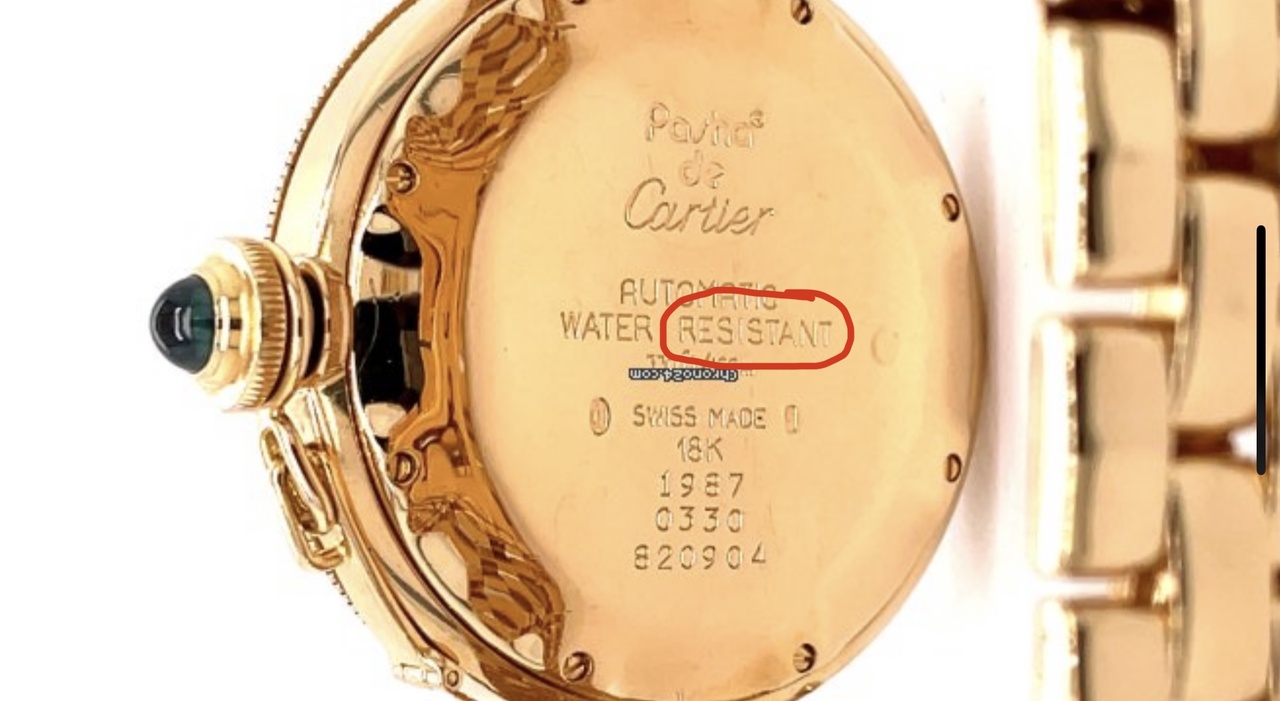 Pasha
de
Cartier
AUTOMATIC
WATER RESISTANT
Chrono24.com
SWISS MADE
18K
1987
0330
820904